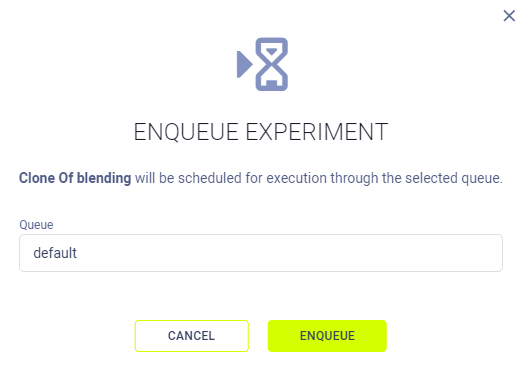 ENQUEUE EXPERIMENT
Clone Of blending will be scheduled for execution through the selected queue.
Queue
default
CANCEL
ENQUEUE